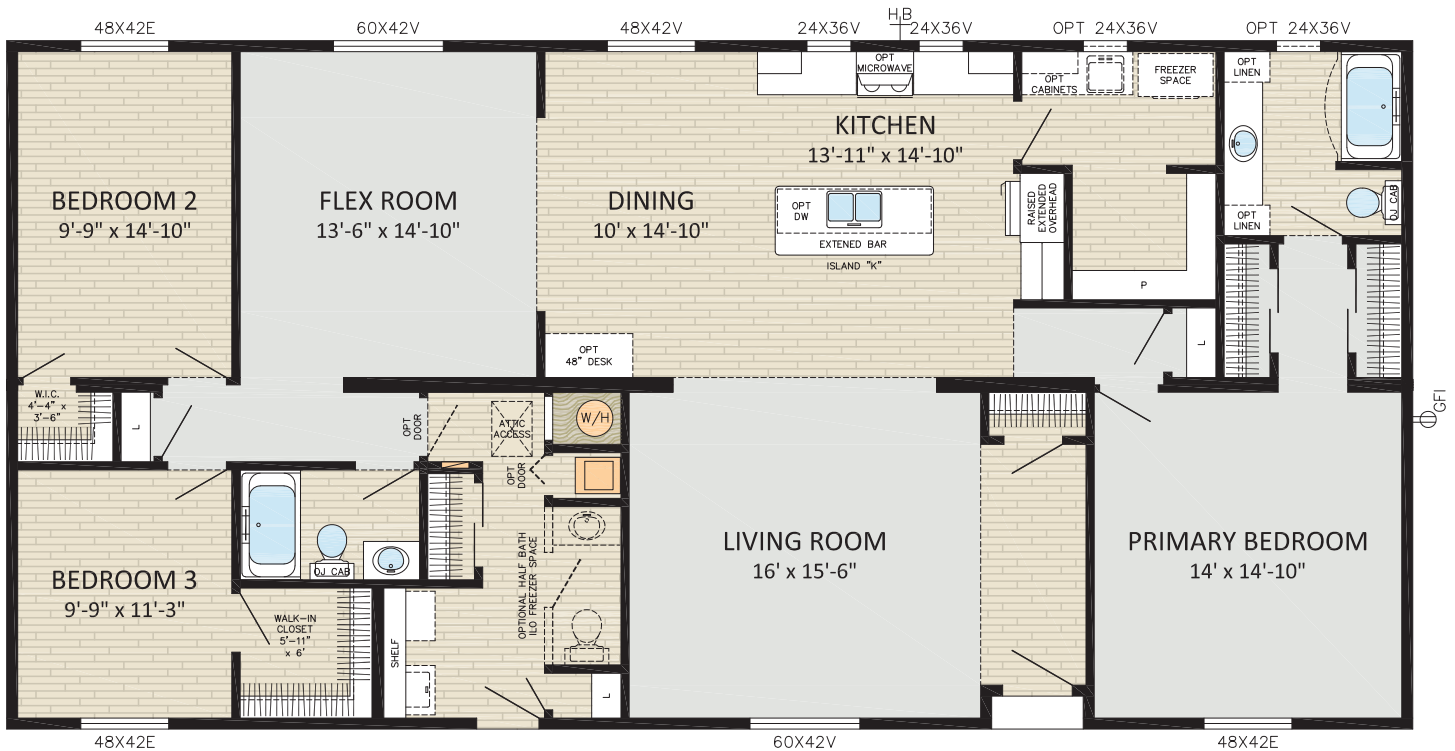 48X42E
60X42V
48X42V
24X36V
H.B
24X36V
OPT 24X36V
OPT 24X36V
OPT
MICROWAVE
OPT
CABINETS
FREEZER
SPACE
OPT
LINEN
KITCHEN
13'-11" x 14'-10"
BEDROOM 2
9'-9" x 14'-10"
FLEX ROOM
13'-6" x 14'-10"
DINING
10' x 14'-10"
OPT
DW
EXTENED BAR
ISLAND "K"
RAISED
EXTENDED
OVERHEAD
OJ CAB
OPT
LINEN
P
L
OPT
48" DESK
W.I.C.
4'-4" x
3'-6"
L
OPT
DOOR
ATTIC
ACCESS
W/H
GFI
OPT
DOOR
LIVING ROOM
16' x 15'-6"
PRIMARY BEDROOM
14' x 14'-10"
OJ CAB
BEDROOM 3
9'-9" x 11'-3"
WALK-IN
CLOSET
5'-11"
x 6'
OPTIONAL HALF BATH
ILO FREEZER SPACE
SHELF
L
48X42E
60X42V
48X42E